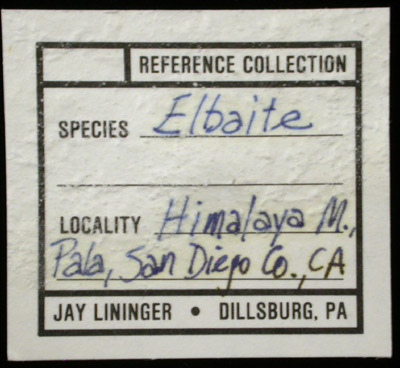 REFERENCE COLLECTION
SPECIES Elbaite
LOCALITY Himalaya M.,
Pala, San Diego Co., CA
JAY LININGER • DILLSBURG, PA